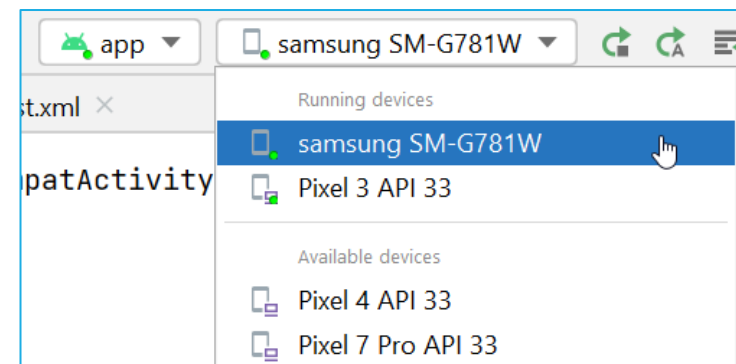 app
samsung SM-G781W
st.xml
Running devices
samsung SM-G781W
patActivity
Pixel 3 API 33
Available devices
Pixel 4 API 33
Pixel 7 Pro API 33